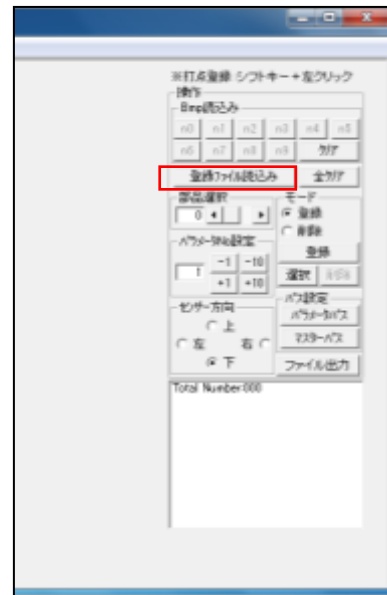 ※打点登録 シフトキー+左クリック
操作
Bmp読込み
n0 n1 n2 n3 n4 n5
n6 n7 n8 n9 クリア
登録ファイル読込み 全クリア
部品選択
0
モード
登録
削除
登録
選択 削除
パラメータNo設定
1
-1 -10
+1 +10
パス設定
パラメータパス
マスターパス
センサー方向
上
左 右
下
ファイル出力
Total Number:000